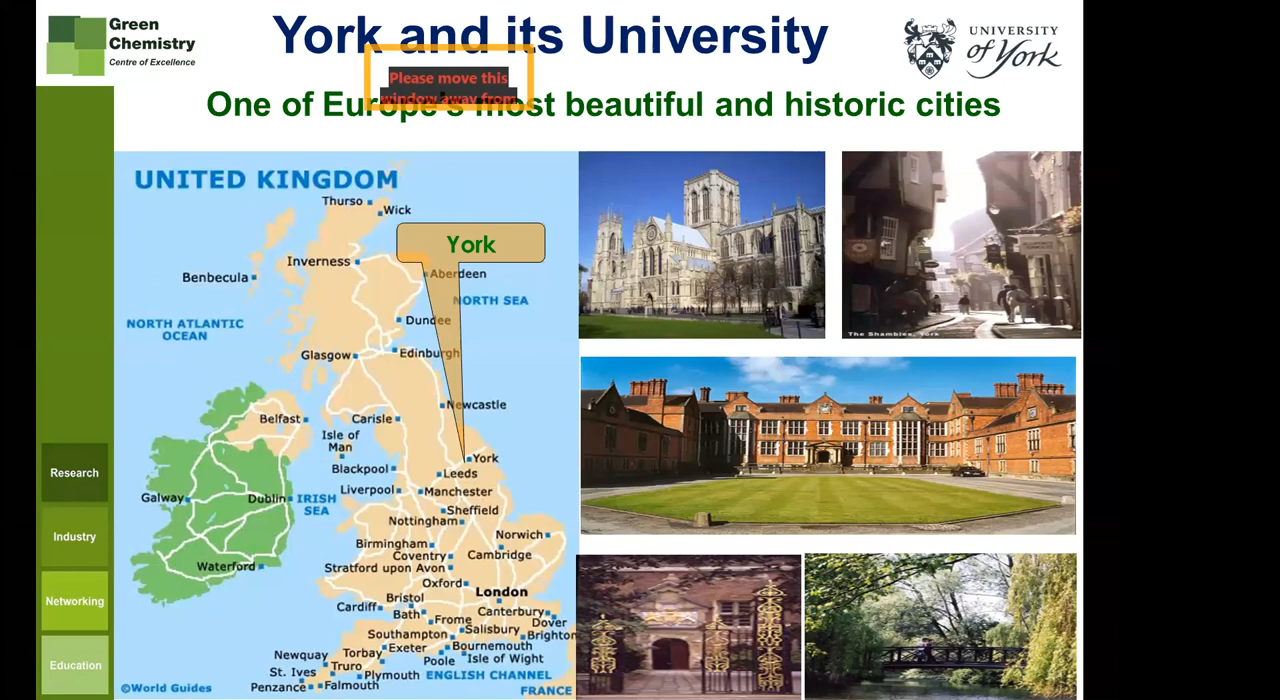 Green
Chemistry
Centre of Excellence
York and its University
UNIVERSITY
of York
Please move this
window away from
One of Europe's most beautiful and historic cities
UNITED KINGDOM
Thurso
Wick
York
Inverness
Aberdeen
Benbecula
NORTH SEA
NORTH ATLANTIC
OCEAN
Dundee
Glasgow
Edinburgh
Newcastle
Belfast
Carisle
Isle of
Man
York
Blackpool
Leeds
Liverpool
Manchester
Galway
Dublin
IRISH
SEA
Sheffield
Nottingham
Norwich
Birmingham
Coventry
Cambridge
Stratford upon Avon
Waterford
Oxford
London
Bristol
Cardiff
Bath
Canterbury
Frome
Dover
Salisbury
Southampton
Brighton
Exeter
Bournemouth
Newquay
Torbay
Poole
Isle of Wight
St. Ives
Truro
Plymouth
ENGLISH CHANNEL
Penzance
Falmouth
FRANCE
©World Guides
The Shambles, York
Research
Industry
Networking
Education